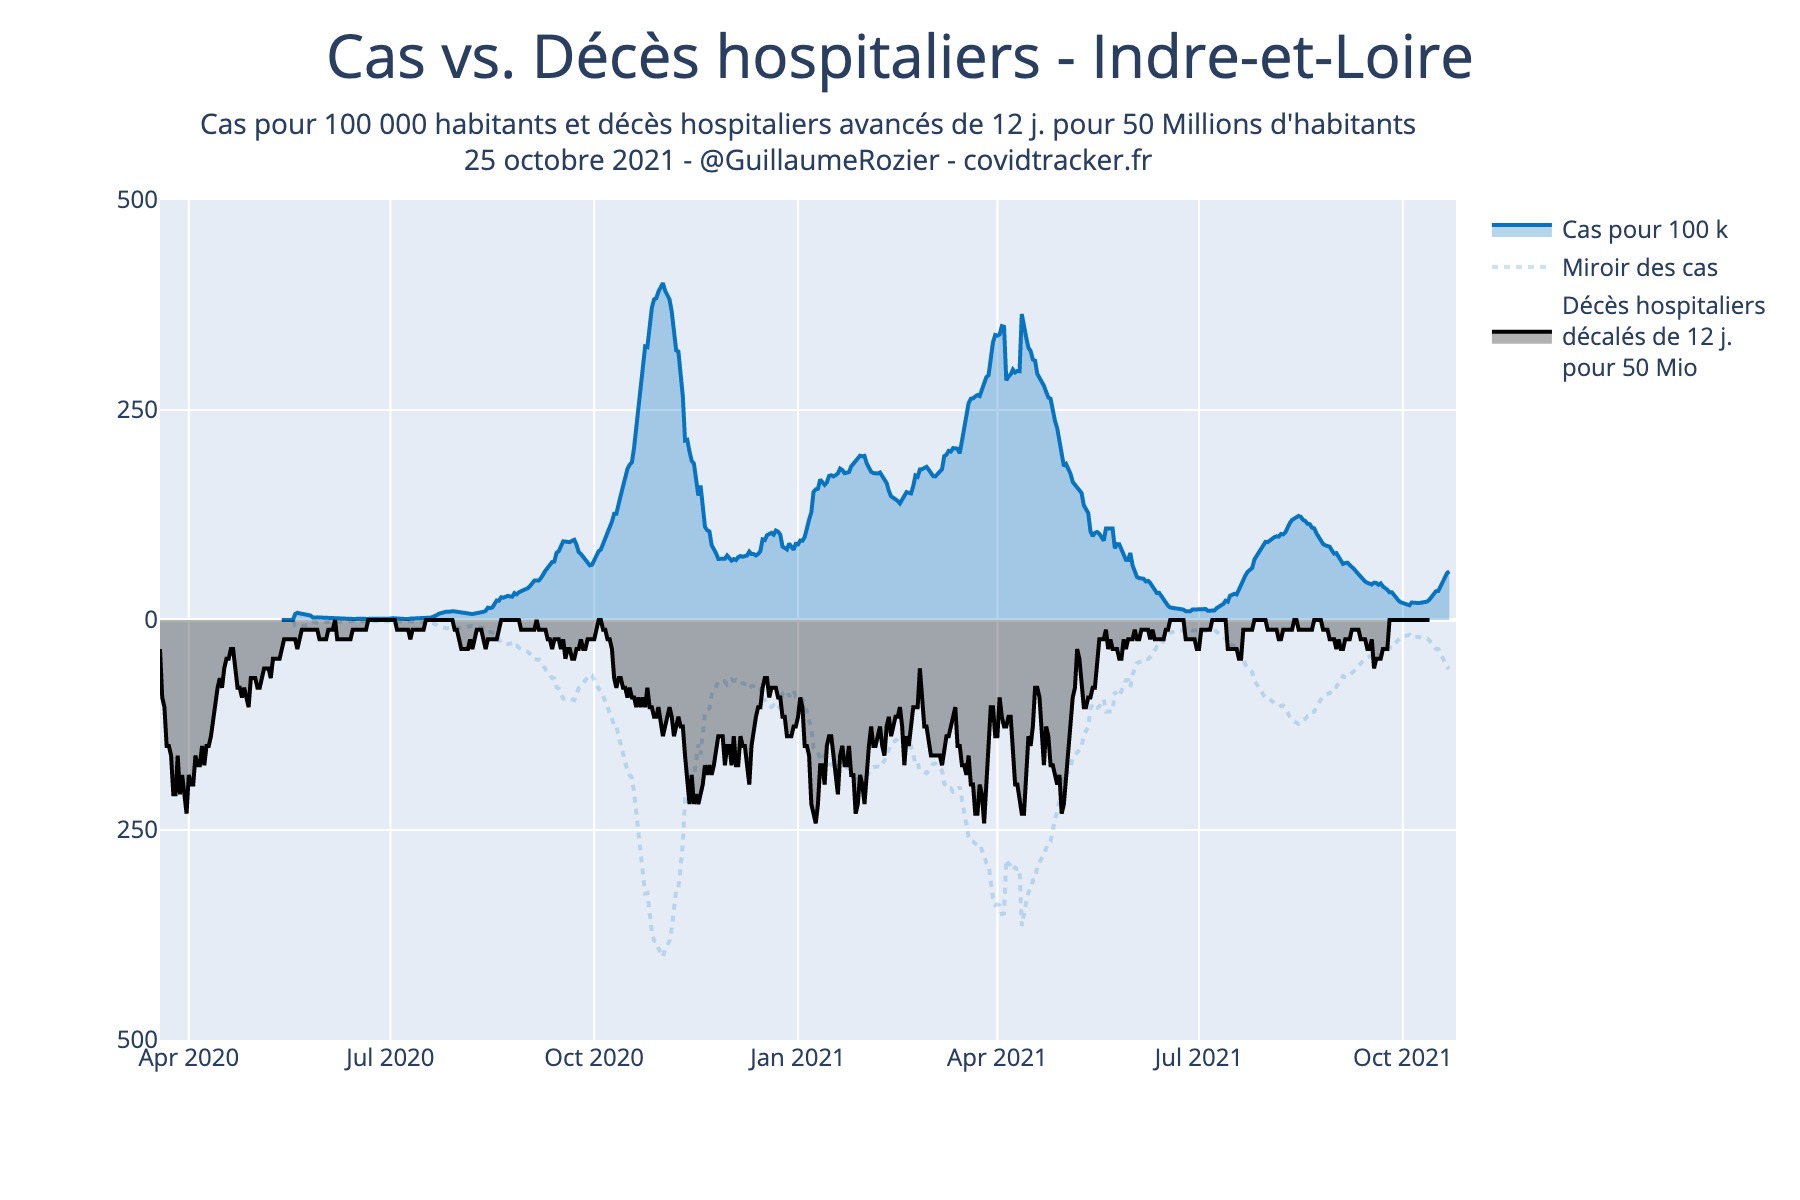 Cas vs. Décès hospitaliers - Indre-et-Loire
Cas pour 100 000 habitants et décès hospitaliers avancés de 12 j. pour 50 Millions d'habitants
25 octobre 2021 - @GuillaumeRozier - covidtracker.fr
500
250
0
250
500
Apr 2020
Jul 2020
Oct 2020
Jan 2021
Apr 2021
Jul 2021
Oct 2021
Cas pour 100 k
Miroir des cas
Décès hospitaliers
décalés de 12 j.
pour 50 Mio